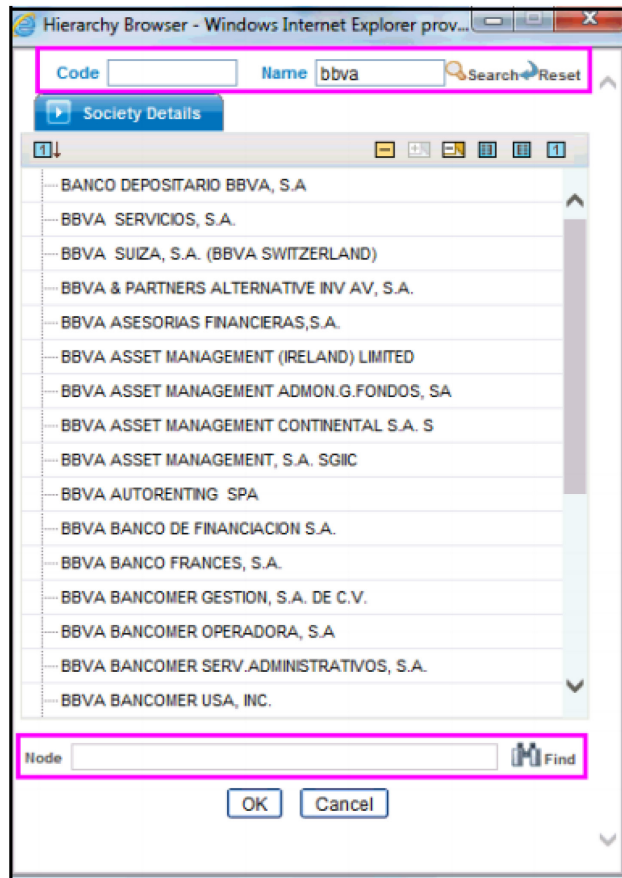 Hierarchy Browser - Windows Internet Explorer prov...
Code Name bbva Search Reset
Society Details
1 1
BANCO DEPOSITARIO BBVA, S.A
BBVA SERVICIOS, S.A.
BBVA SUIZA, S.A. (BBVA SWITZERLAND)
BBVA & PARTNERS ALTERNATIVE INV AV, S.A.
BBVA ASESORIAS FINANCIERAS,S.A.
BBVA ASSET MANAGEMENT (IRELAND) LIMITED
BBVA ASSET MANAGEMENT ADMON.G.FONDOS, SA
BBVA ASSET MANAGEMENT CONTINENTAL S.A. S
BBVA ASSET MANAGEMENT, S.A. SGIIC
BBVA AUTORENTING SPA
BBVA BANCO DE FINANCIACION S.A.
BBVA BANCO FRANCES, S.A.
BBVA BANCOMER GESTION, S.A. DE C.V.
BBVA BANCOMER OPERADORA, S.A
BBVA BANCOMER SERV.ADMINISTRATIVOS, S.A.
BBVA BANCOMER USA, INC.
Node Find
OK Cancel